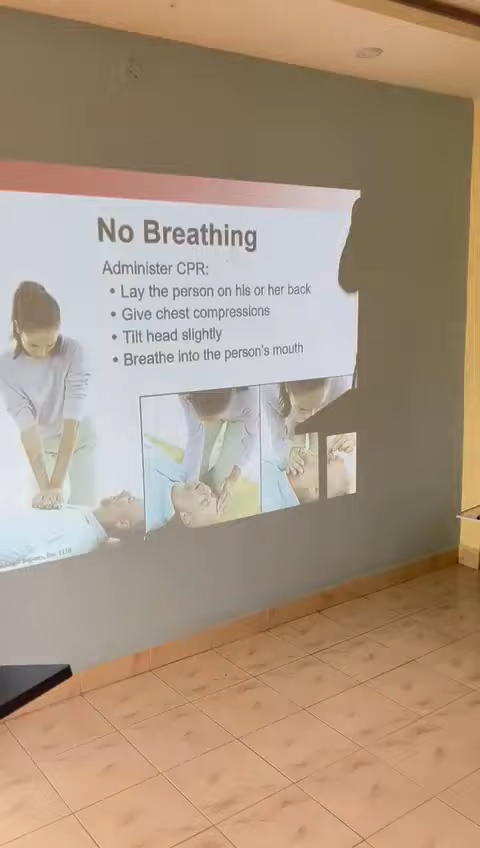 No Breathing
Administer CPR:
• Lay the person on his or her back
• Give chest compressions
• Tilt head slightly
• Breathe into the person's mouth